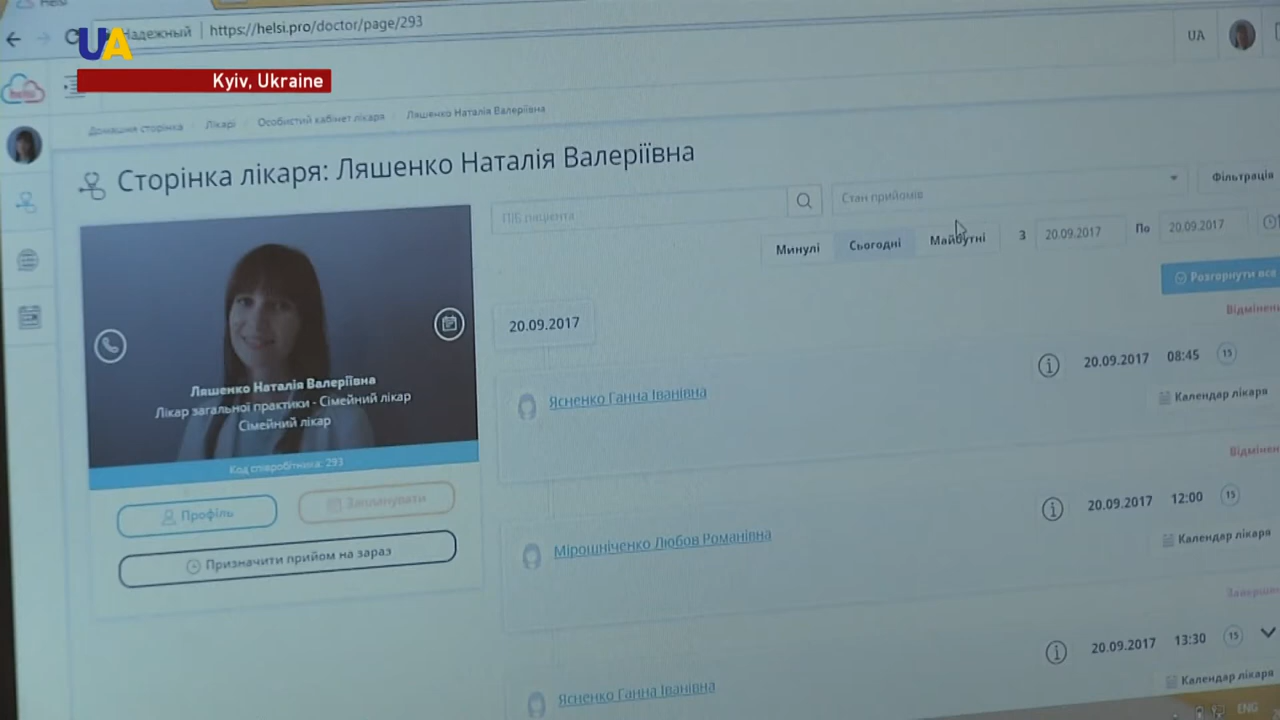 Helsi
Надежный | https://helsi.pro/doctor/page/293
UA
UA
Kyiv, Ukraine
helsi
Домашня сторінка / Лікарі / Особистий кабінет лікаря / Ляшенко Наталія Валеріївна
Сторінка лікаря: Ляшенко Наталія Валеріївна
ПІБ пацієнта
Стан прийомів
Фільтрація
Минулі
Сьогодні
Майбутні
З
20.09.2017
По
20.09.2017
Розгорнути все
Ляшенко Наталія Валеріївна
Лікар загальної практики - Сімейний лікар
Сімейний лікар
Код співробітника: 293
Профіль
Запланувати
Призначити прийом на зараз
20.09.2017
Відмінен
Ясненко Ганна Іванівна
20.09.2017 08:45 15
Календар лікаря
Відмінен
Мірошніченко Любов Романівна
20.09.2017 12:00 15
Календар лікаря
Заверш
Ясненко Ганна Іванівна
20.09.2017 13:30 15
Календар лікаря
ENG